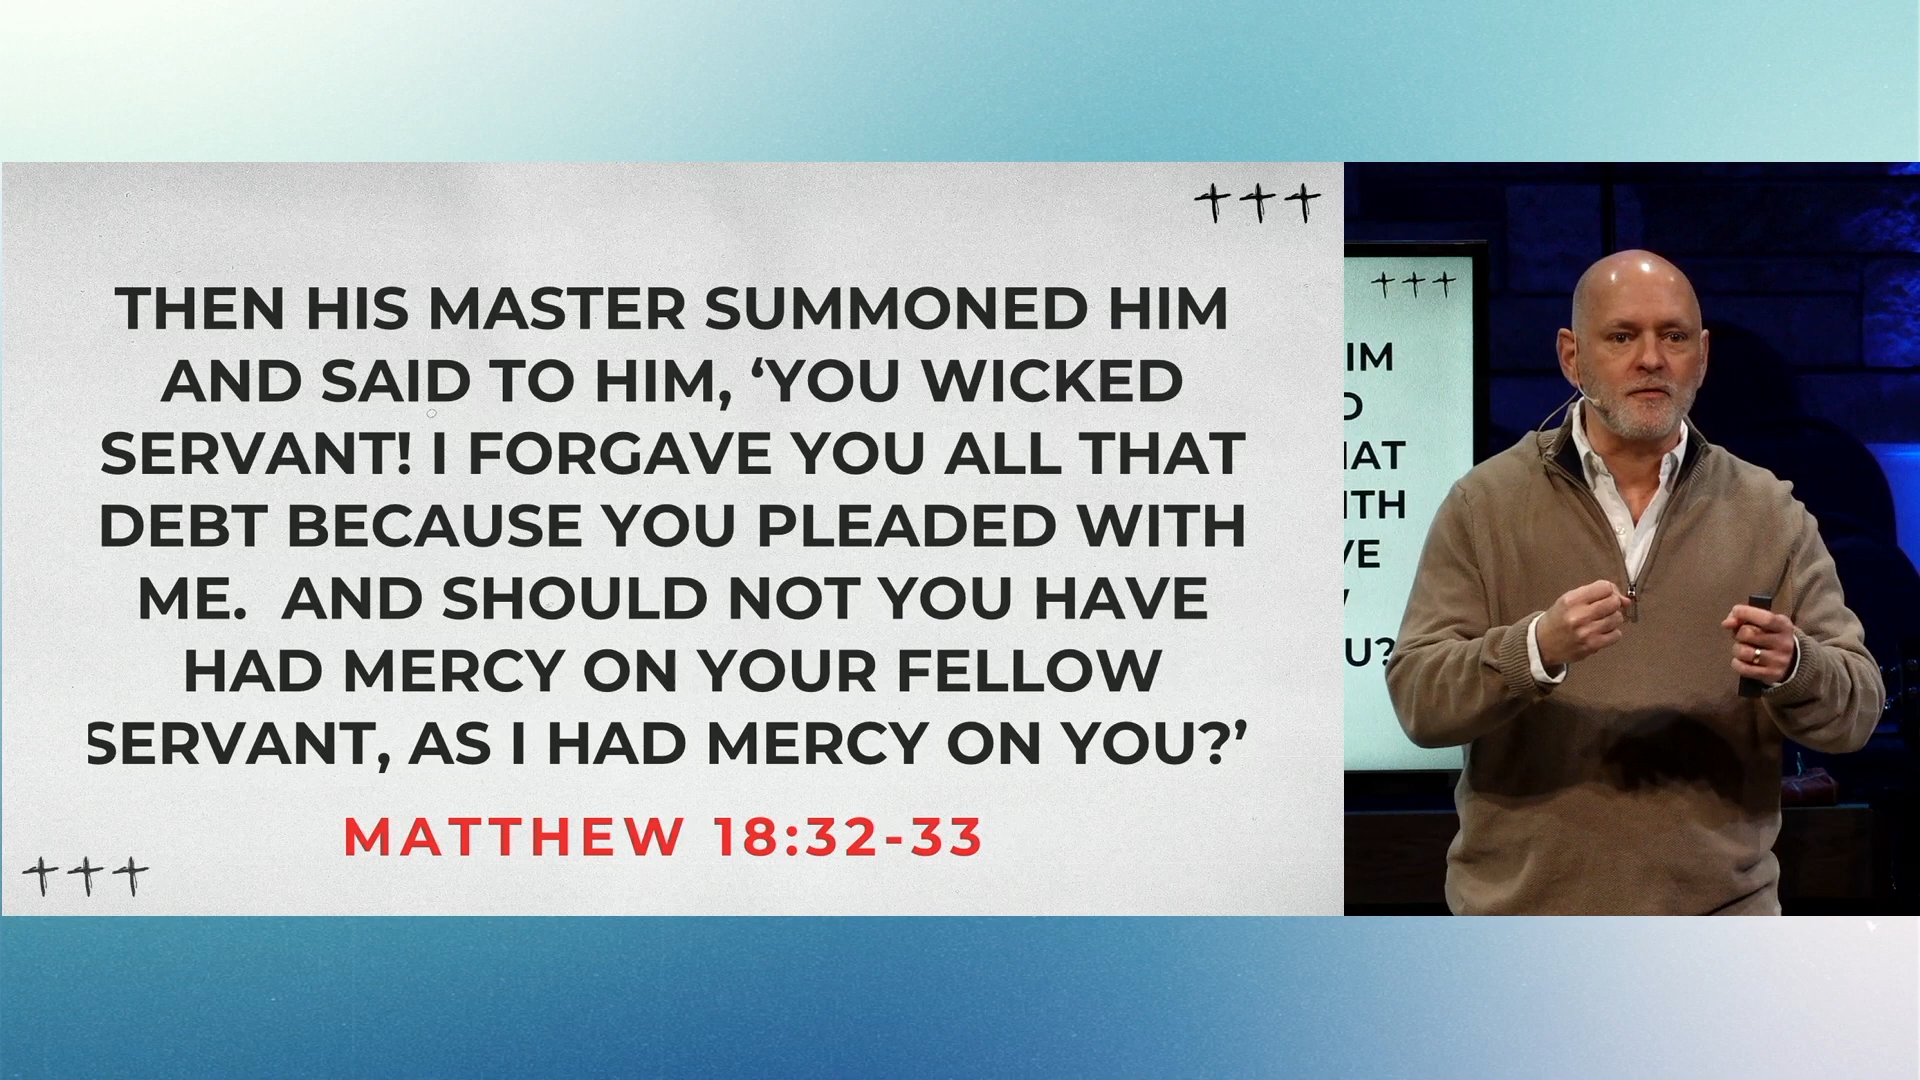 THEN HIS MASTER SUMMONED HIM
AND SAID TO HIM, ‘YOU WICKED
SERVANT! I FORGAVE YOU ALL THAT
DEBT BECAUSE YOU PLEADED WITH
ME.  AND SHOULD NOT YOU HAVE
HAD MERCY ON YOUR FELLOW
SERVANT, AS I HAD MERCY ON YOU?’
MATTHEW 18:32-33